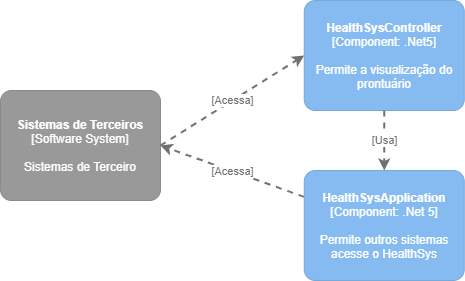 HealthSysController
[Component: .Net5]
Permite a visualização do
prontuário
[Acessa]
Sistemas de Terceiros
[Software System]
Sistemas de Terceiro
[Usa]
[Acessa]
HealthSysApplication
[Component: .Net 5]
Permite outros sistemas
acesse o HealthSys